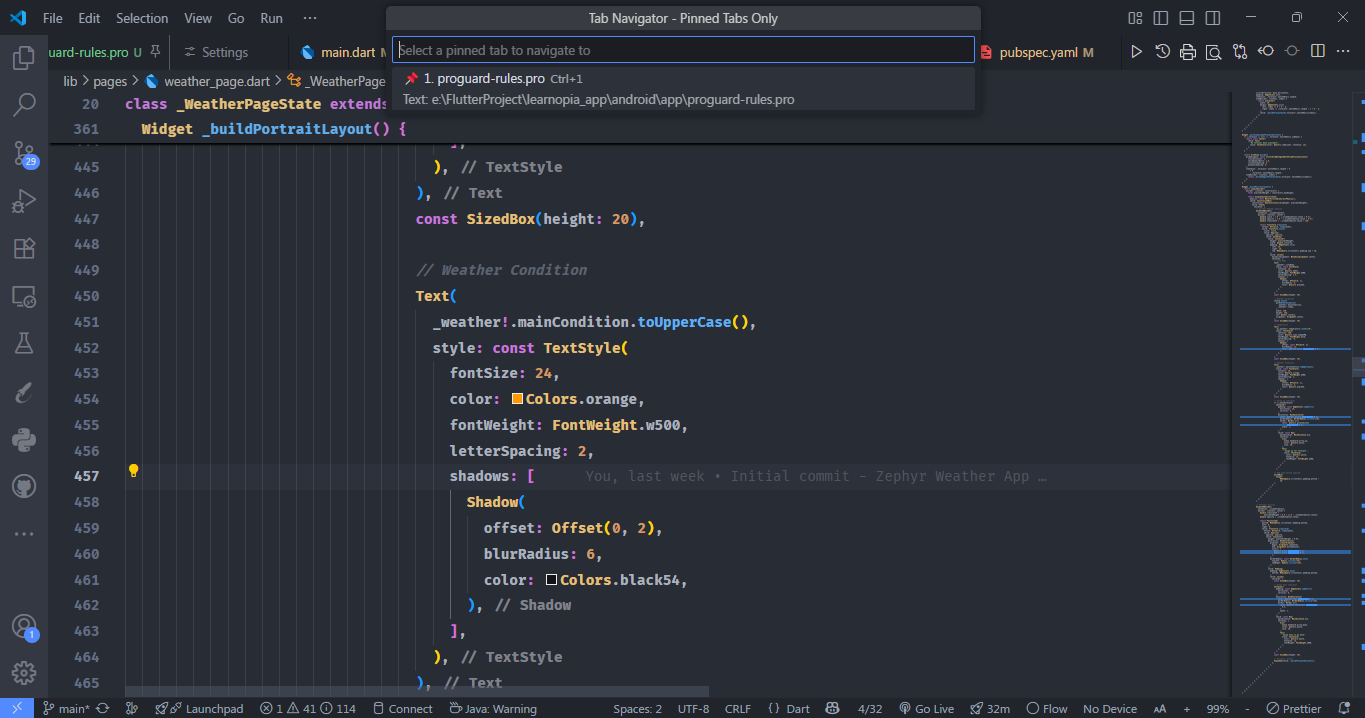 File Edit Selection View Go Run ···
Tab Navigator - Pinned Tabs Only
Select a pinned tab to navigate to
1. proguard-rules.pro Ctrl+1
Text: e:\FlutterProject\learnopia_app\android\app\proguard-rules.pro
uard-rules.pro U Settings main.dart M pubspec.yaml M
lib > pages > weather_page.dart > _WeatherPage
20 class _WeatherPageState extends
361 Widget _buildPortraitLayout() {
445 ), // TextStyle
446 ), // Text
447 const SizedBox(height: 20),
448
449 // Weather Condition
450 Text(
451 _weather!.mainCondition.toUpperCase(),
452 style: const TextStyle(
453 fontSize: 24,
454 color: Colors.orange,
455 fontWeight: FontWeight.w500,
456 letterSpacing: 2,
457 shadows: [ You, last week • Initial commit - Zephyr Weather App …
458 Shadow(
459 offset: Offset(0, 2),
460 blurRadius: 6,
461 color: Colors.black54,
462 ), // Shadow
463 ],
464 ), // TextStyle
465 ), // Text
29
1
main* Launchpad 1 41 114 Connect Java: Warning Spaces: 2 UTF-8 CRLF { } Dart 4/32 Go Live 32m Flow No Device AA + 99% - Prettier